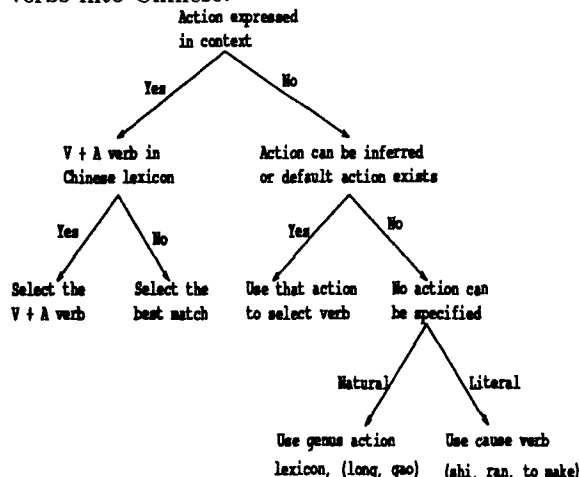 verbs into Chinese.
Action expressed
in context
Yes
No
V + A verb in
Chinese lexicon
Action can be inferred
or default action exists
Yes
No
Yes
No
Select the
V + A verb
Select the
best match
Use that action
to select verb
No action can
be specified
Natural
Literal
Use genus action
lexicon, (long, gao)
Use cause verb
(shi, ran, to make)